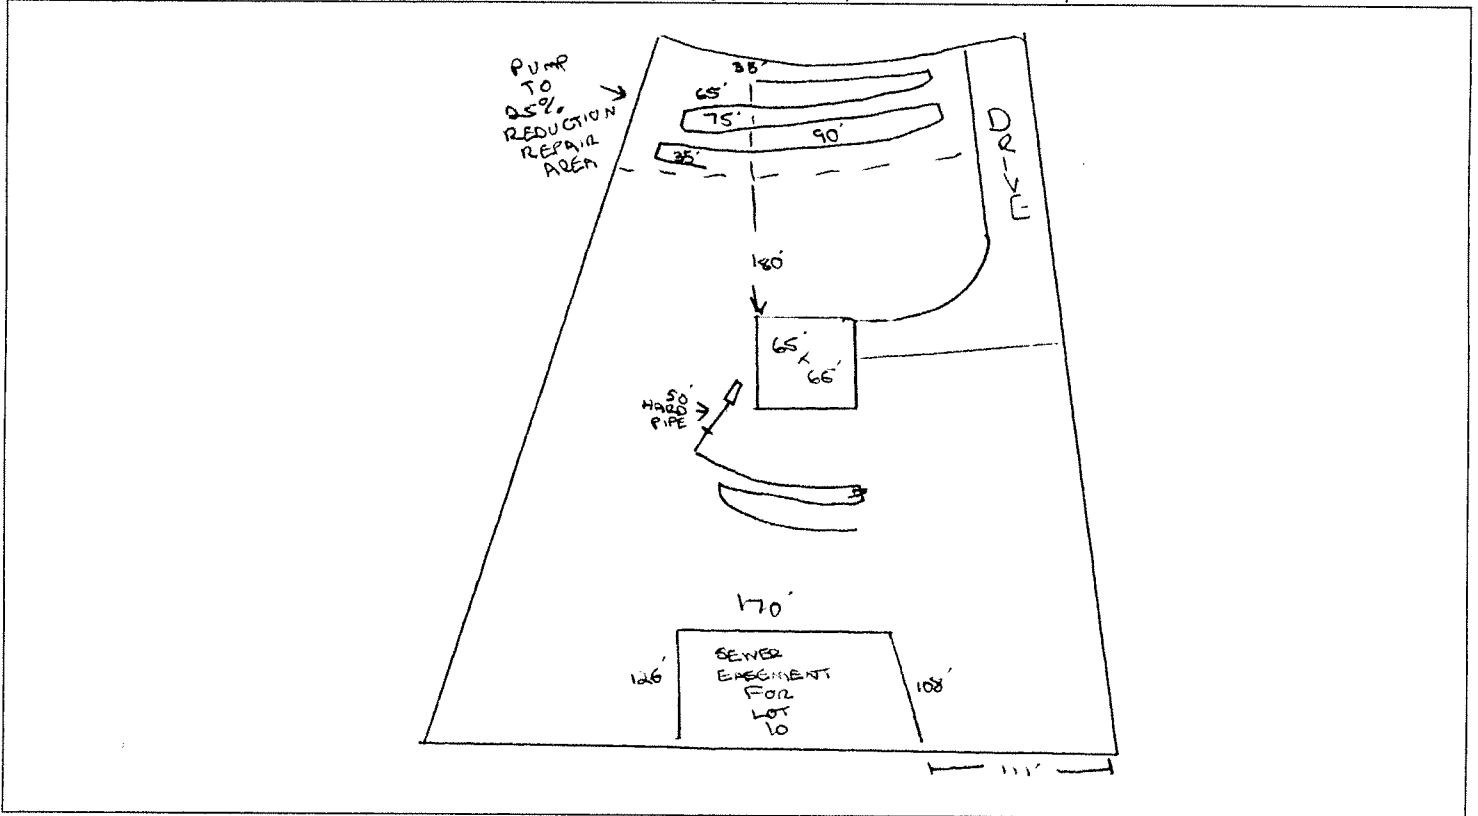 PUMP
TO
25%
REDUCTION
REPAIR
AREA
35'
65'
75'
90'
35'
DRIVE
180'
65'
x
66'
50'
HARD
PIPE
170'
126'
SEWER
EASEMENT
FOR
LOT
10
108'
111'